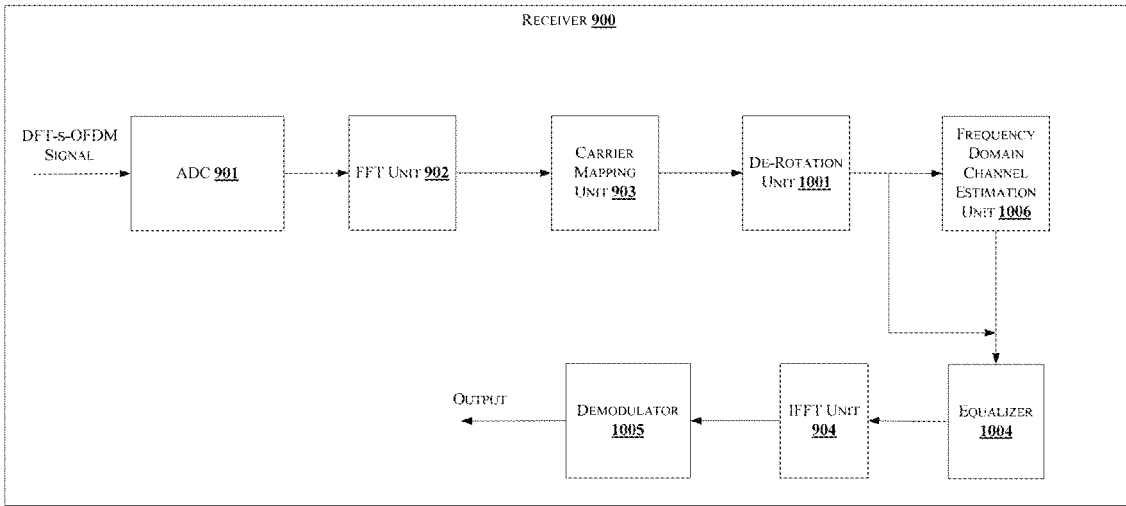 RECEIVER 900
DFT-S-OFDM
SIGNAL
ADC 901
FFT UNIT 902
CARRIER
MAPPING
UNIT 903
DE-ROTATION
UNIT 1001
FREQUENCY
DOMAIN
CHANNEL
ESTIMATION
UNIT 1006
OUTPUT
DEMODULATOR
1005
IFFT UNIT
904
EQUALIZER
1004